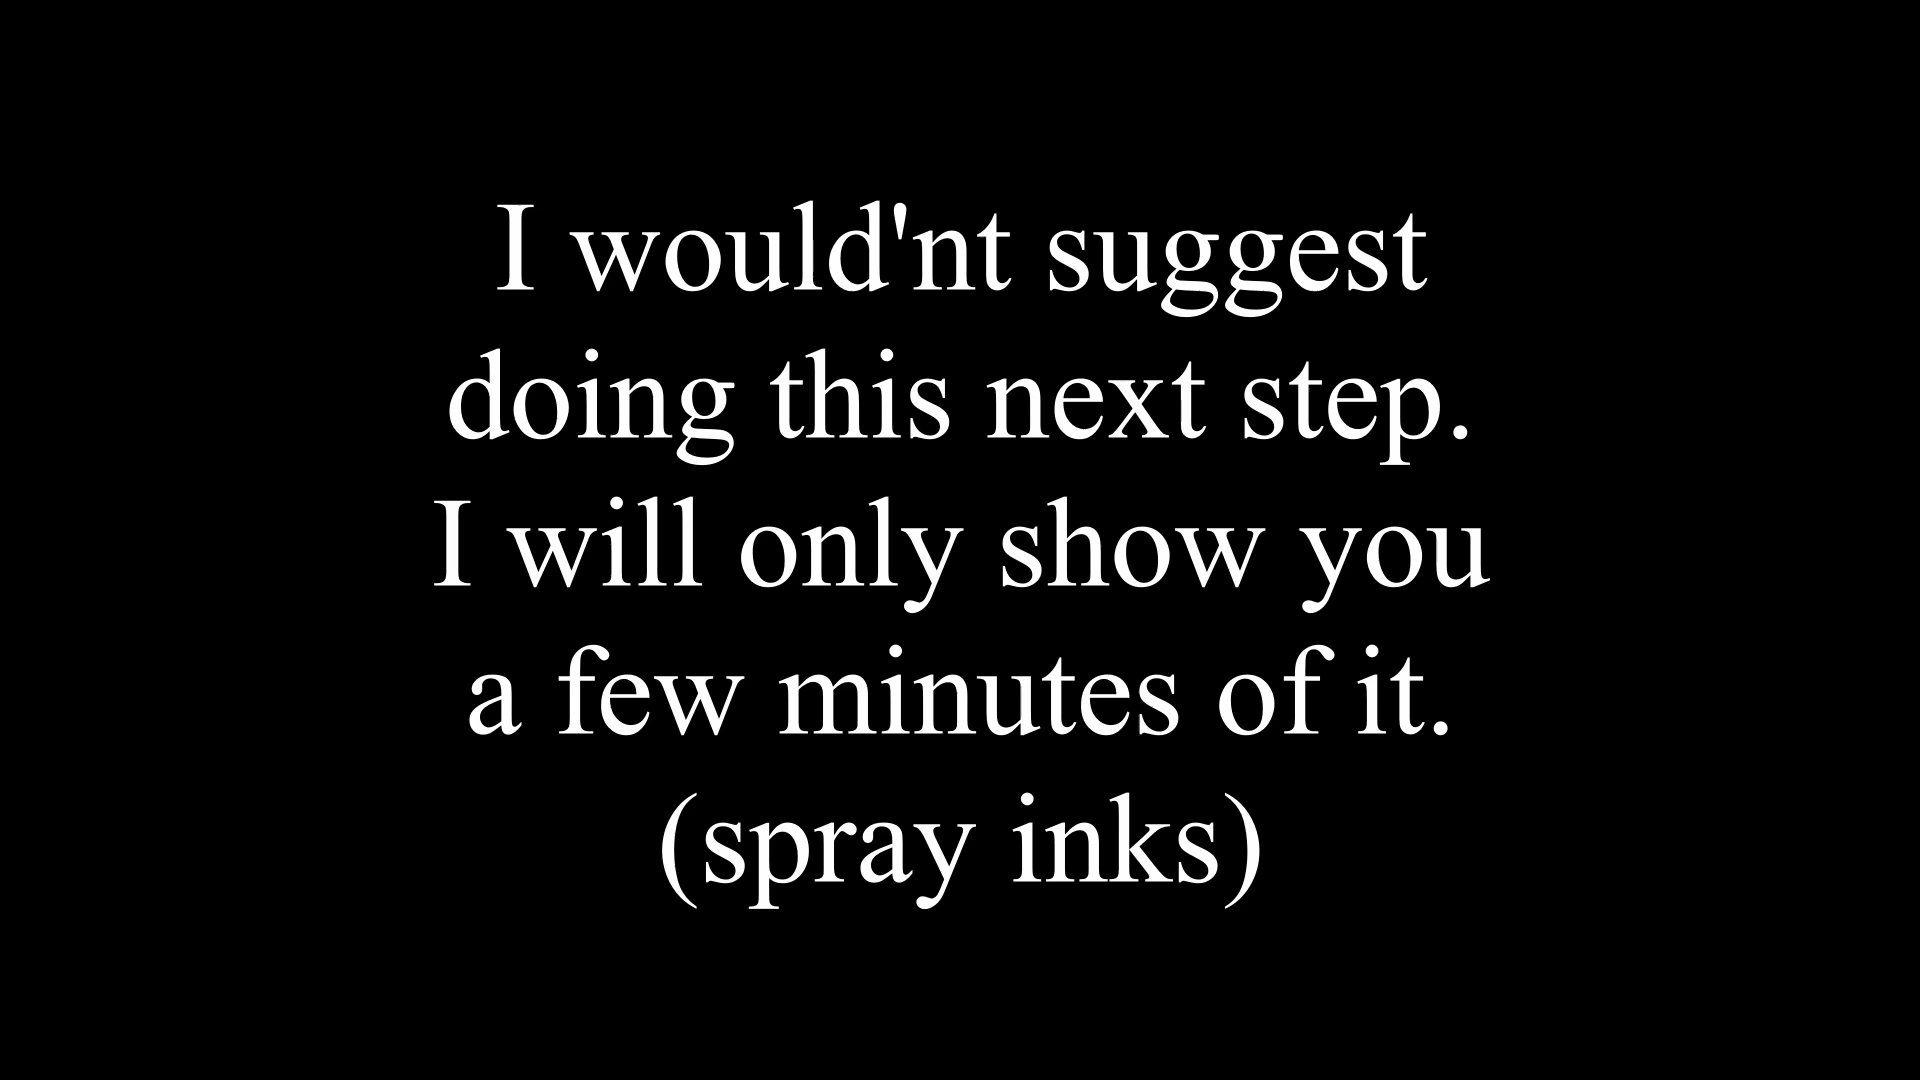 I would'nt suggest
doing this next step.
I will only show you
a few minutes of it.
(spray inks)